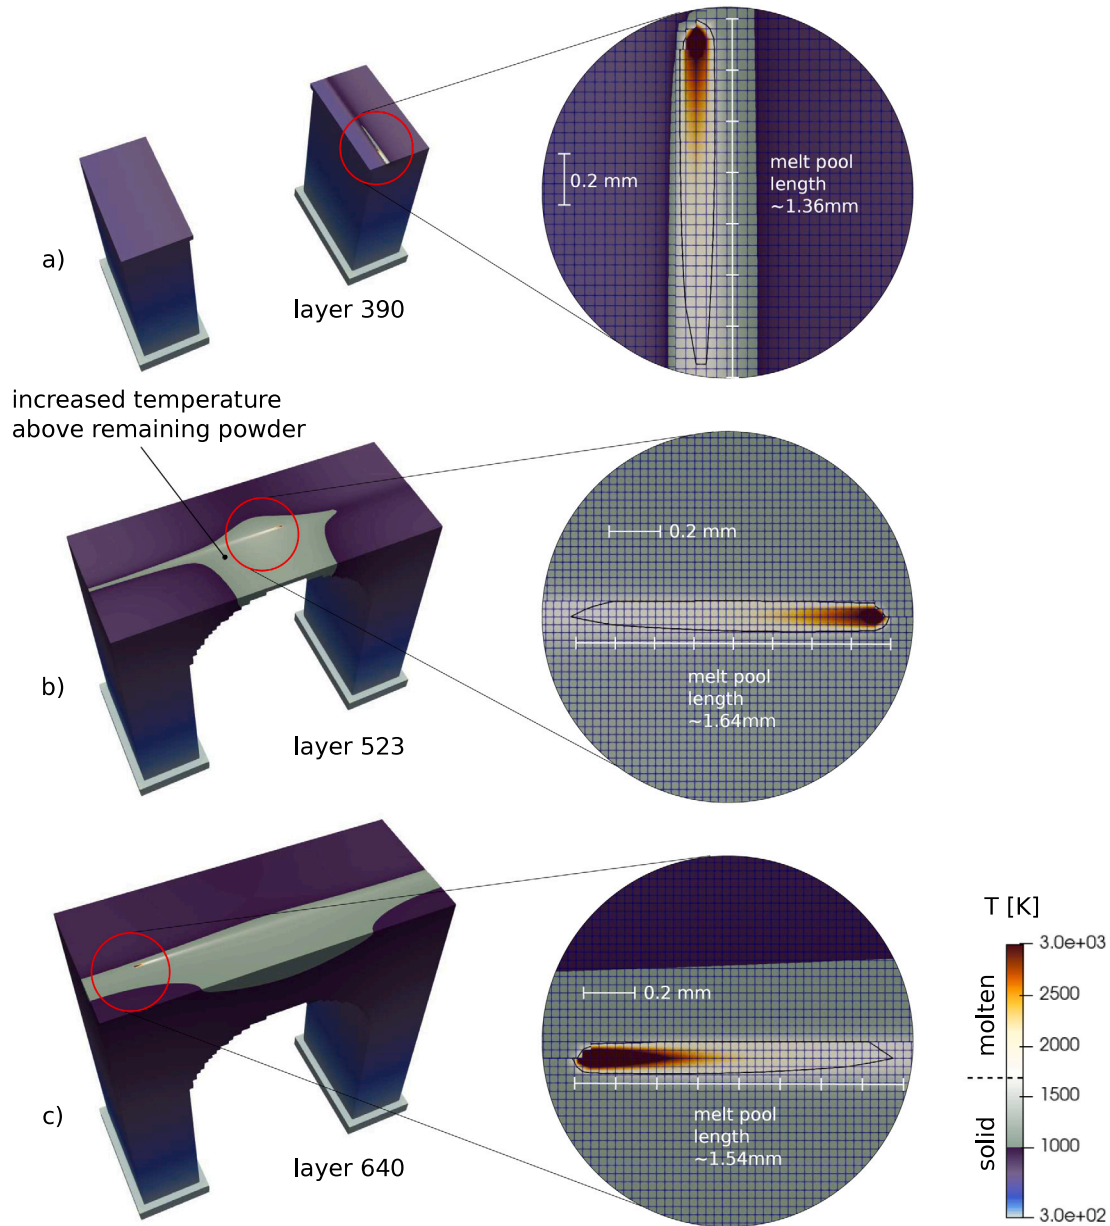 a)
layer 390
0.2 mm
melt pool
length
~1.36mm
increased temperature
above remaining powder
b)
layer 523
0.2 mm
melt pool
length
~1.64mm
c)
layer 640
0.2 mm
melt pool
length
~1.54mm
T [K]
molten
solid
3.0e+03
2500
2000
1500
1000
3.0e+02